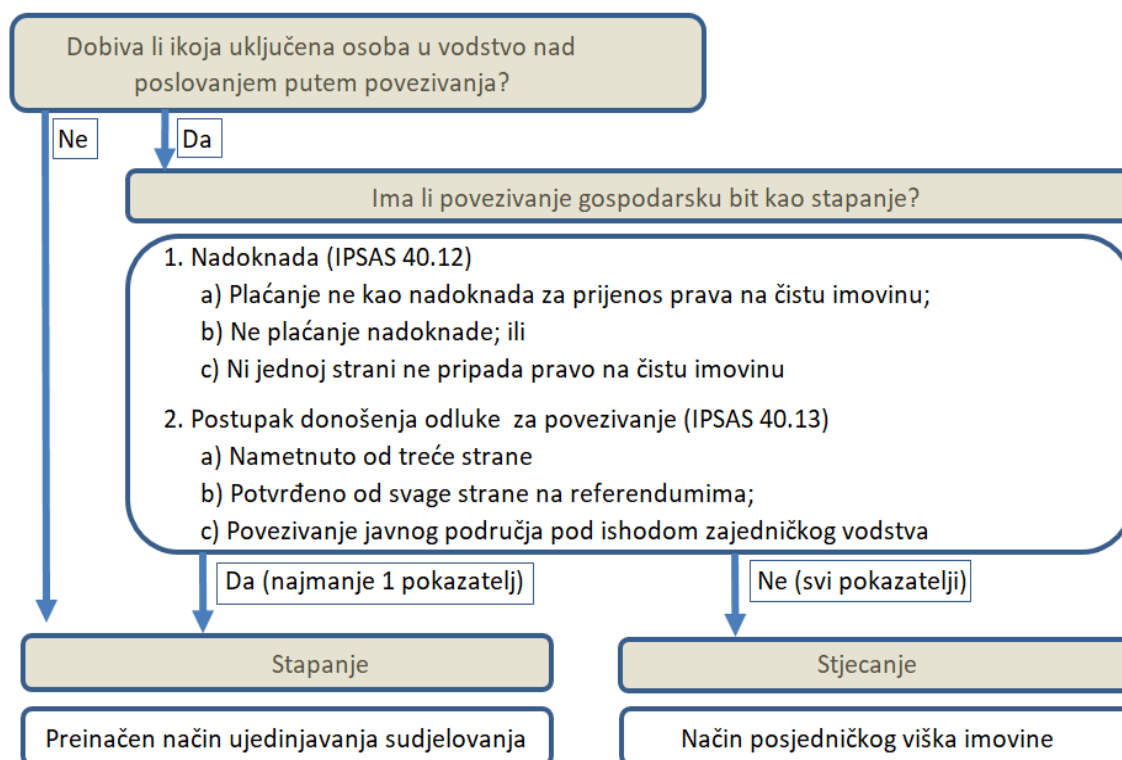 Dobiva li ikoja uključena osoba u vodstvo nad
poslovanjem putem povezivanja?
Ne
Da
Ima li povezivanje gospodarsku bit kao stapanje?
1. Nadoknada (IPSAS 40.12)
a) Plaćanje ne kao nadoknada za prijenos prava na čistu imovinu;
b) Ne plaćanje nadoknade; ili
c) Ni jednoj strani ne pripada pravo na čistu imovinu
2. Postupak donošenja odluke za povezivanje (IPSAS 40.13)
a) Nametnuto od treće strane
b) Potvrđeno od svage strane na referendumima;
c) Povezivanje javnog područja pod ishodom zajedničkog vodstva
Da (najmanje 1 pokazatelj)
Ne (svi pokazatelji)
Stapanje
Stjecanje
Preinačen način ujedinjavanja sudjelovanja
Način posjedničkog viška imovine